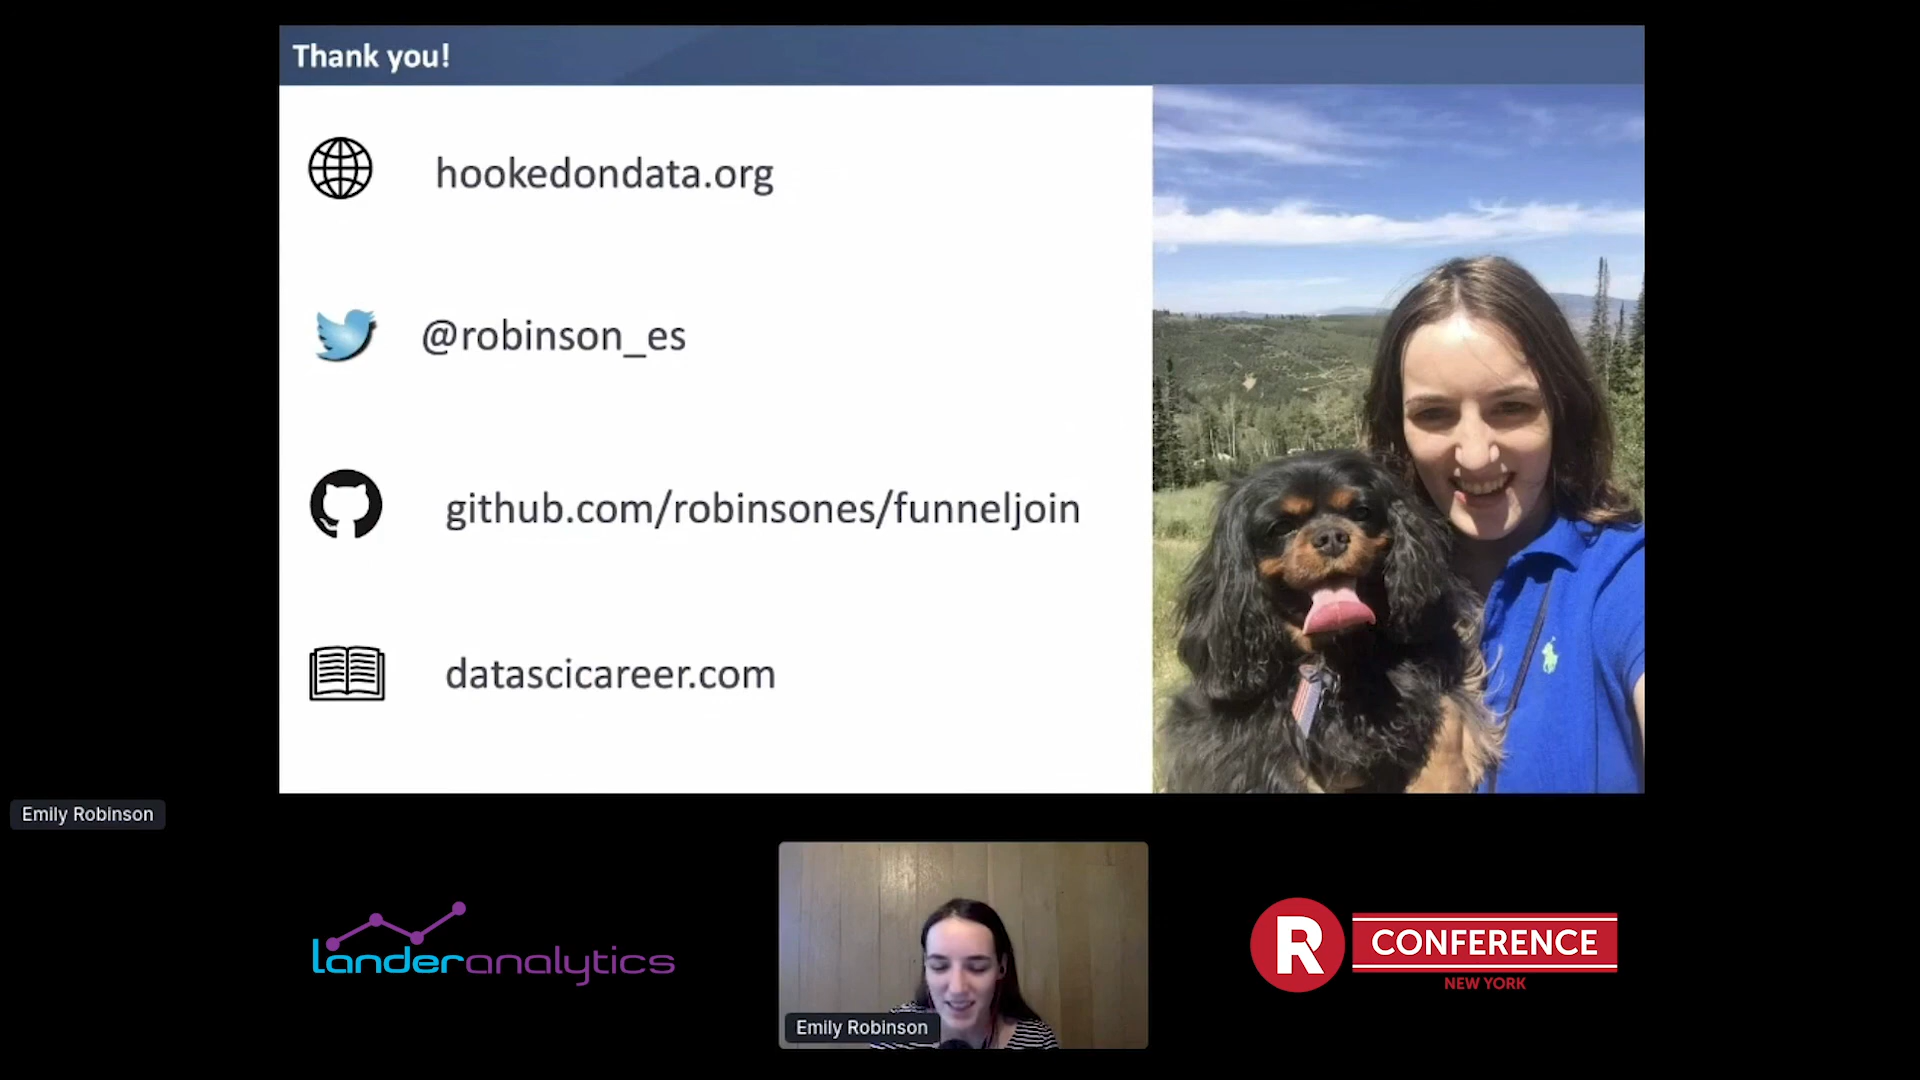 Thank you!
hookedondata.org
@robinson_es
github.com/robinsones/funneljoin
datascicareer.com
Emily Robinson
landeranalytics
Emily Robinson
R CONFERENCE
NEW YORK